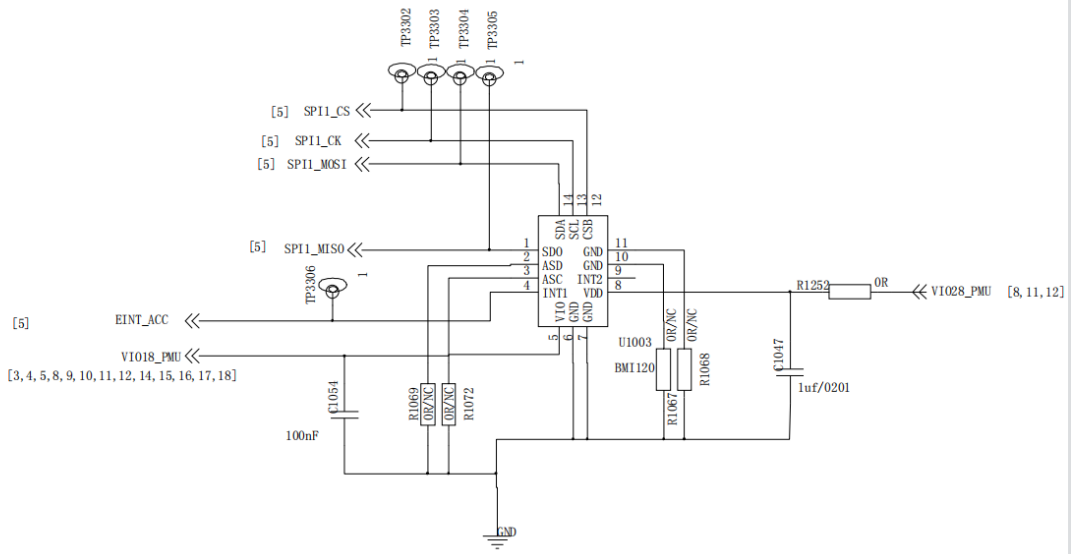 TP3302
TP3303
TP3304
TP3305
1
1
1
[5] SPI1_CS
[5] SPI1_CK
[5] SPI1_MOSI
14
13
12
SDA
SCL
CSB
[5] SPI1_MISO
1 SDO GND 11
2 ASD GND 10
3 ASC INT2 9
4 INT1 VDD 8
VIO
GND
GND
5
6
7
TP3306
1
R1252
0R
VIO28_PMU [8,11,12]
[5] EINT_ACC
VIO18_PMU
[3,4,5,8,9,10,11,12,14,15,16,17,18]
U1003
BMI120
0R/NC
0R/NC
R1067
R1068
C1047
1uf/0201
C1054
100nF
R1069
0R/NC
0R/NC
R1072
GND